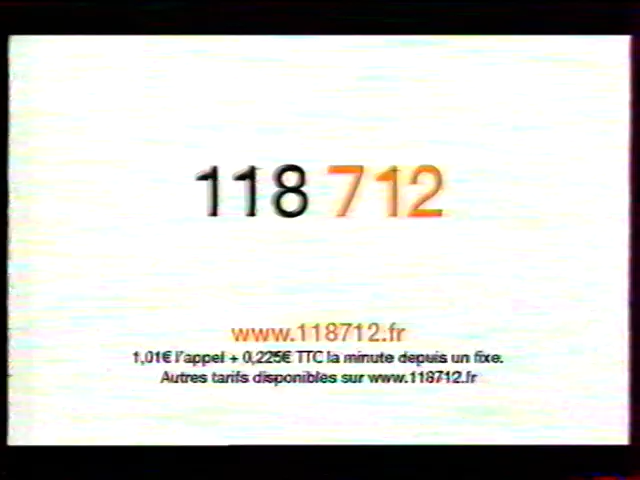 118 712
www.118712.fr
1,01€ l'appel + 0,225€ TTC la minute depuis un fixe.
Autres tarifs disponibles sur www.118712.fr